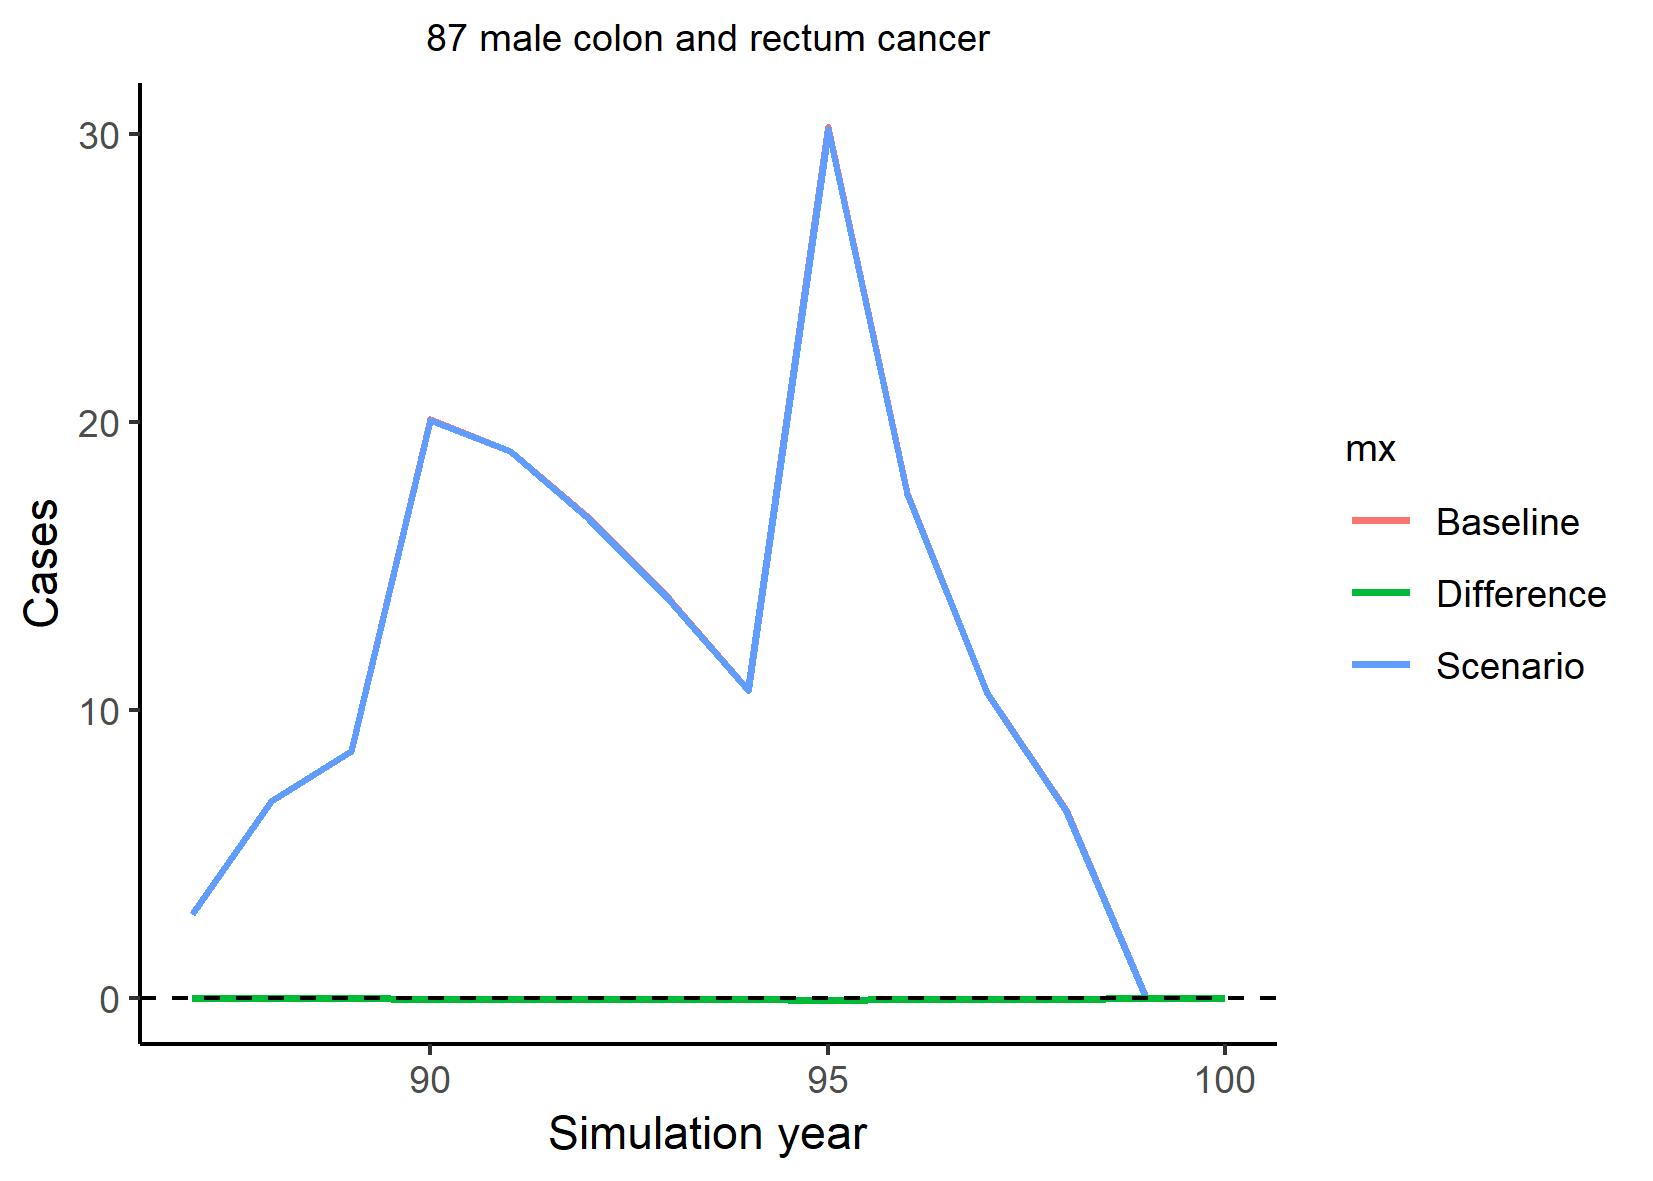 87 male colon and rectum cancer
Cases
30
20
10
0
90
95
100
Simulation year
mx
Baseline
Difference
Scenario